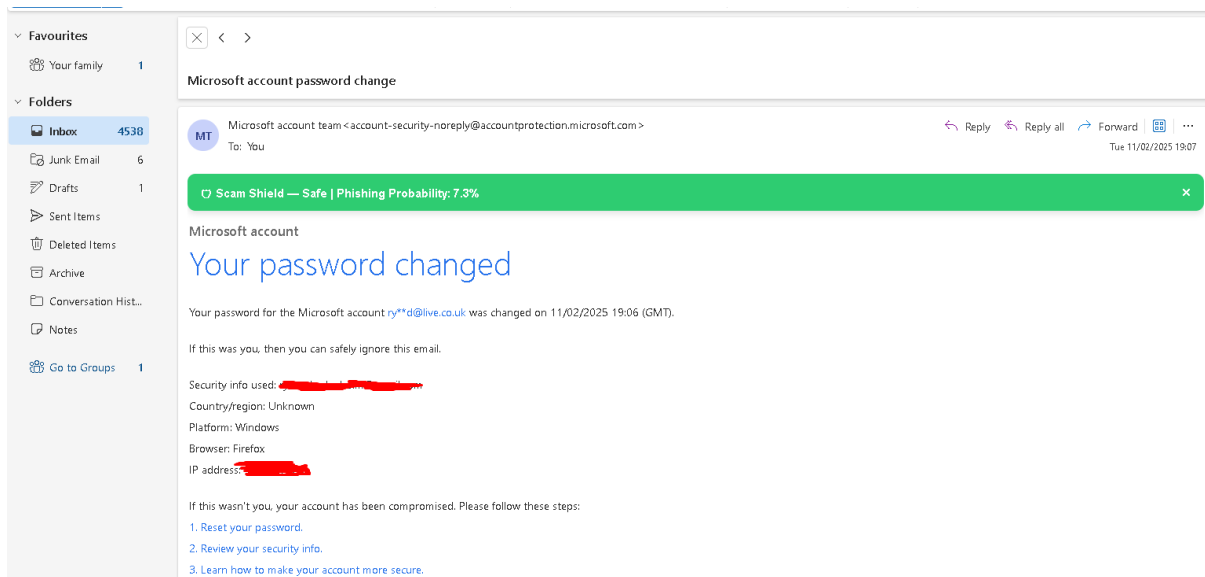 Favourites
Your family 1
Folders
Inbox 4538
Junk Email 6
Drafts 1
Sent Items
Deleted Items
Archive
Conversation Hist...
Notes
Go to Groups 1
Microsoft account password change
MT
Microsoft account team<account-security-noreply@accountprotection.microsoft.com>
To: You
Reply Reply all Forward
Tue 11/02/2025 19:07
Scam Shield — Safe | Phishing Probability: 7.3%
Microsoft account
Your password changed
Your password for the Microsoft account ry**d@live.co.uk was changed on 11/02/2025 19:06 (GMT).
If this was you, then you can safely ignore this email.
Security info used:
Country/region: Unknown
Platform: Windows
Browser: Firefox
IP address:
If this wasn't you, your account has been compromised. Please follow these steps:
1. Reset your password.
2. Review your security info.
3. Learn how to make your account more secure.